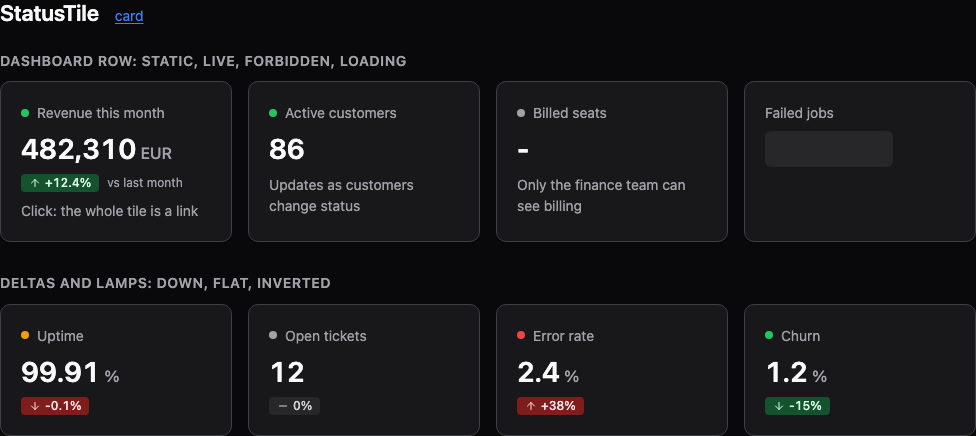 StatusTile card
DASHBOARD ROW: STATIC, LIVE, FORBIDDEN, LOADING
Revenue this month
482,310 EUR
↑ +12.4% vs last month
Click: the whole tile is a link
Active customers
86
Updates as customers
change status
Billed seats
-
Only the finance team can
see billing
Failed jobs
DELTAS AND LAMPS: DOWN, FLAT, INVERTED
Uptime
99.91 %
↓ -0.1%
Open tickets
12
— 0%
Error rate
2.4 %
↑ +38%
Churn
1.2 %
↓ -15%